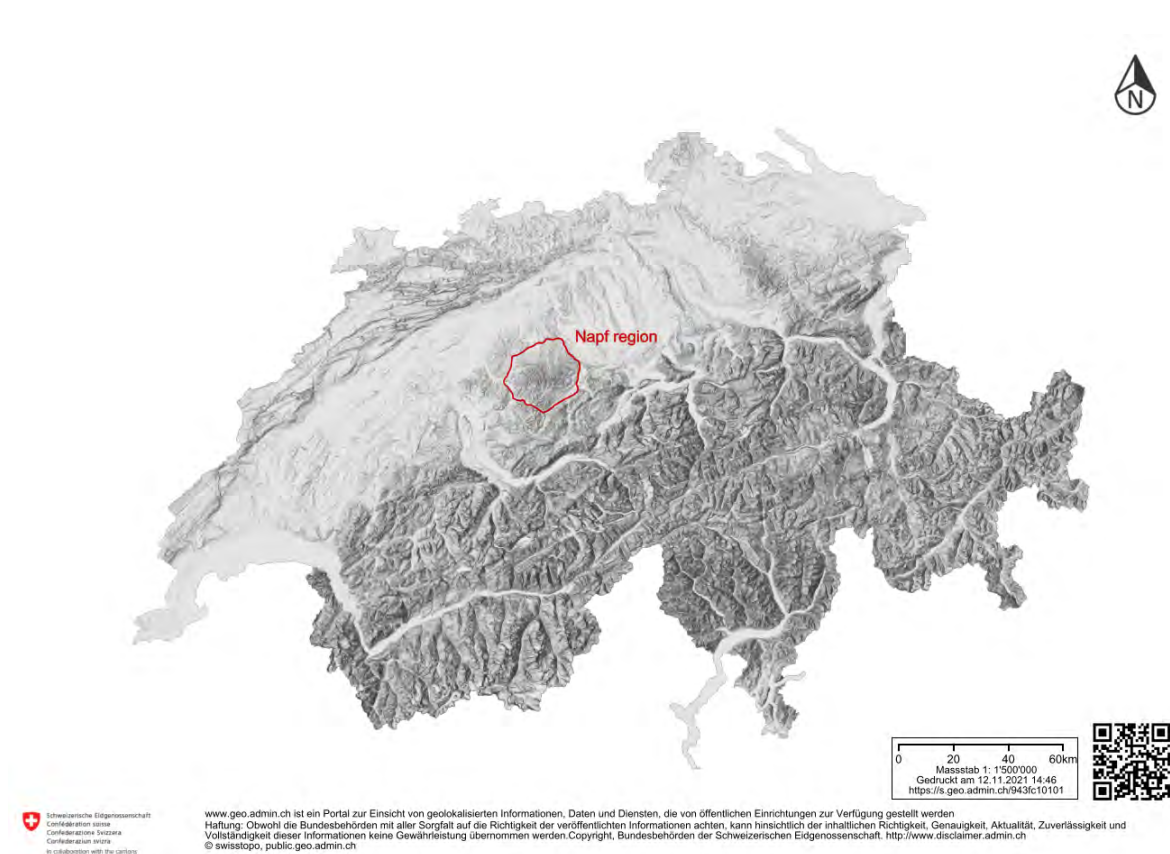 N
Napf region
0 20 40 60km
Massstab 1: 1'500'000
Gedruckt am 12.11.2021 14:46
https://s.geo.admin.ch/943fc10101
Schweizerische Eidgenossenschaft
Confédération suisse
Confederazione Svizzera
Confederaziun svizra
in collaboration with the cantons
www.geo.admin.ch ist ein Portal zur Einsicht von geolokalisierten Informationen, Daten und Diensten, die von öffentlichen Einrichtungen zur Verfügung gestellt werden
Haftung: Obwohl die Bundesbehörden mit aller Sorgfalt auf die Richtigkeit der veröffentlichten Informationen achten, kann hinsichtlich der inhaltlichen Richtigkeit, Genauigkeit, Aktualität, Zuverlässigkeit und
Vollständigkeit dieser Informationen keine Gewährleistung übernommen werden.Copyright, Bundesbehörden der Schweizerischen Eidgenossenschaft. http://www.disclaimer.admin.ch
© swisstopo, public.geo.admin.ch